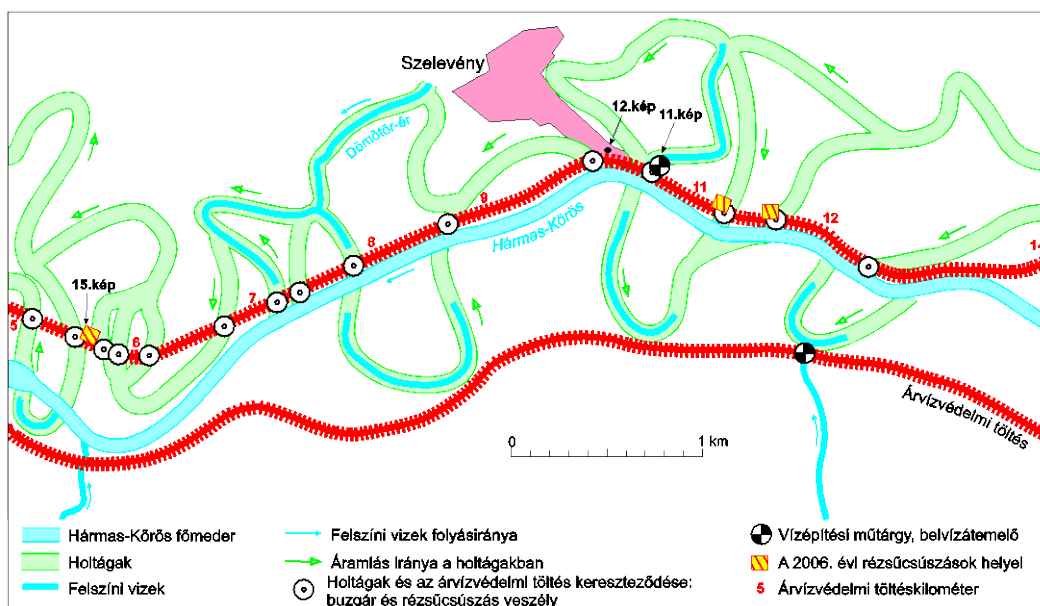 Szelevény
12.kép
11.kép
Dömötör-ér
9
11
12
14
8
Hármas-Körös
15.kép
7
5
6
Árvízvédelmi töltés
0
1 km
Hármas-Körös főmeder
Holtágak
Felszíni vizek
Felszíni vizek folyásiránya
Áramlás iránya a holtágakban
Holtágak és az árvízvédelmi töltés kereszteződése:
buzgár és rézsűcsúszás veszély
Vízépítési műtárgy, belvízátemelő
A 2006. évi rézsűcsúszások helyei
5 Árvízvédelmi töltéskilométer